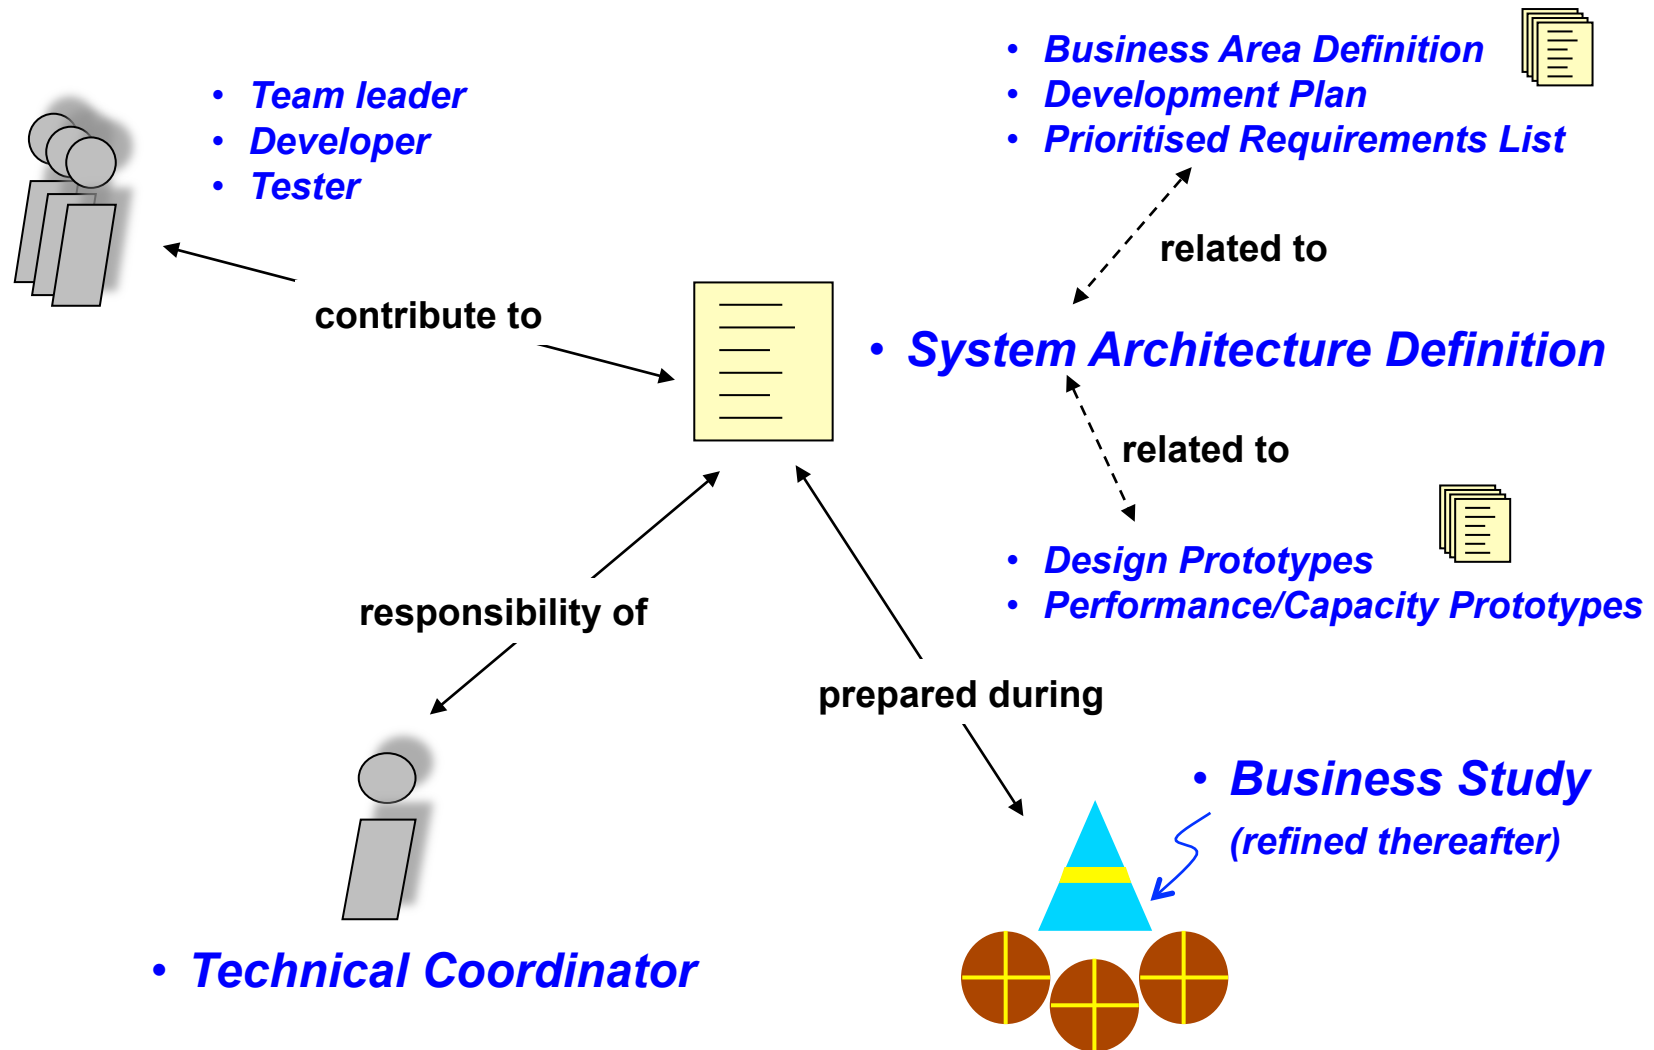 • Team leader
• Developer
• Tester
• Business Area Definition
• Development Plan
• Prioritised Requirements List
related to
contribute to
• System Architecture Definition
related to
• Design Prototypes
• Performance/Capacity Prototypes
responsibility of
prepared during
• Business Study
(refined thereafter)
• Technical Coordinator